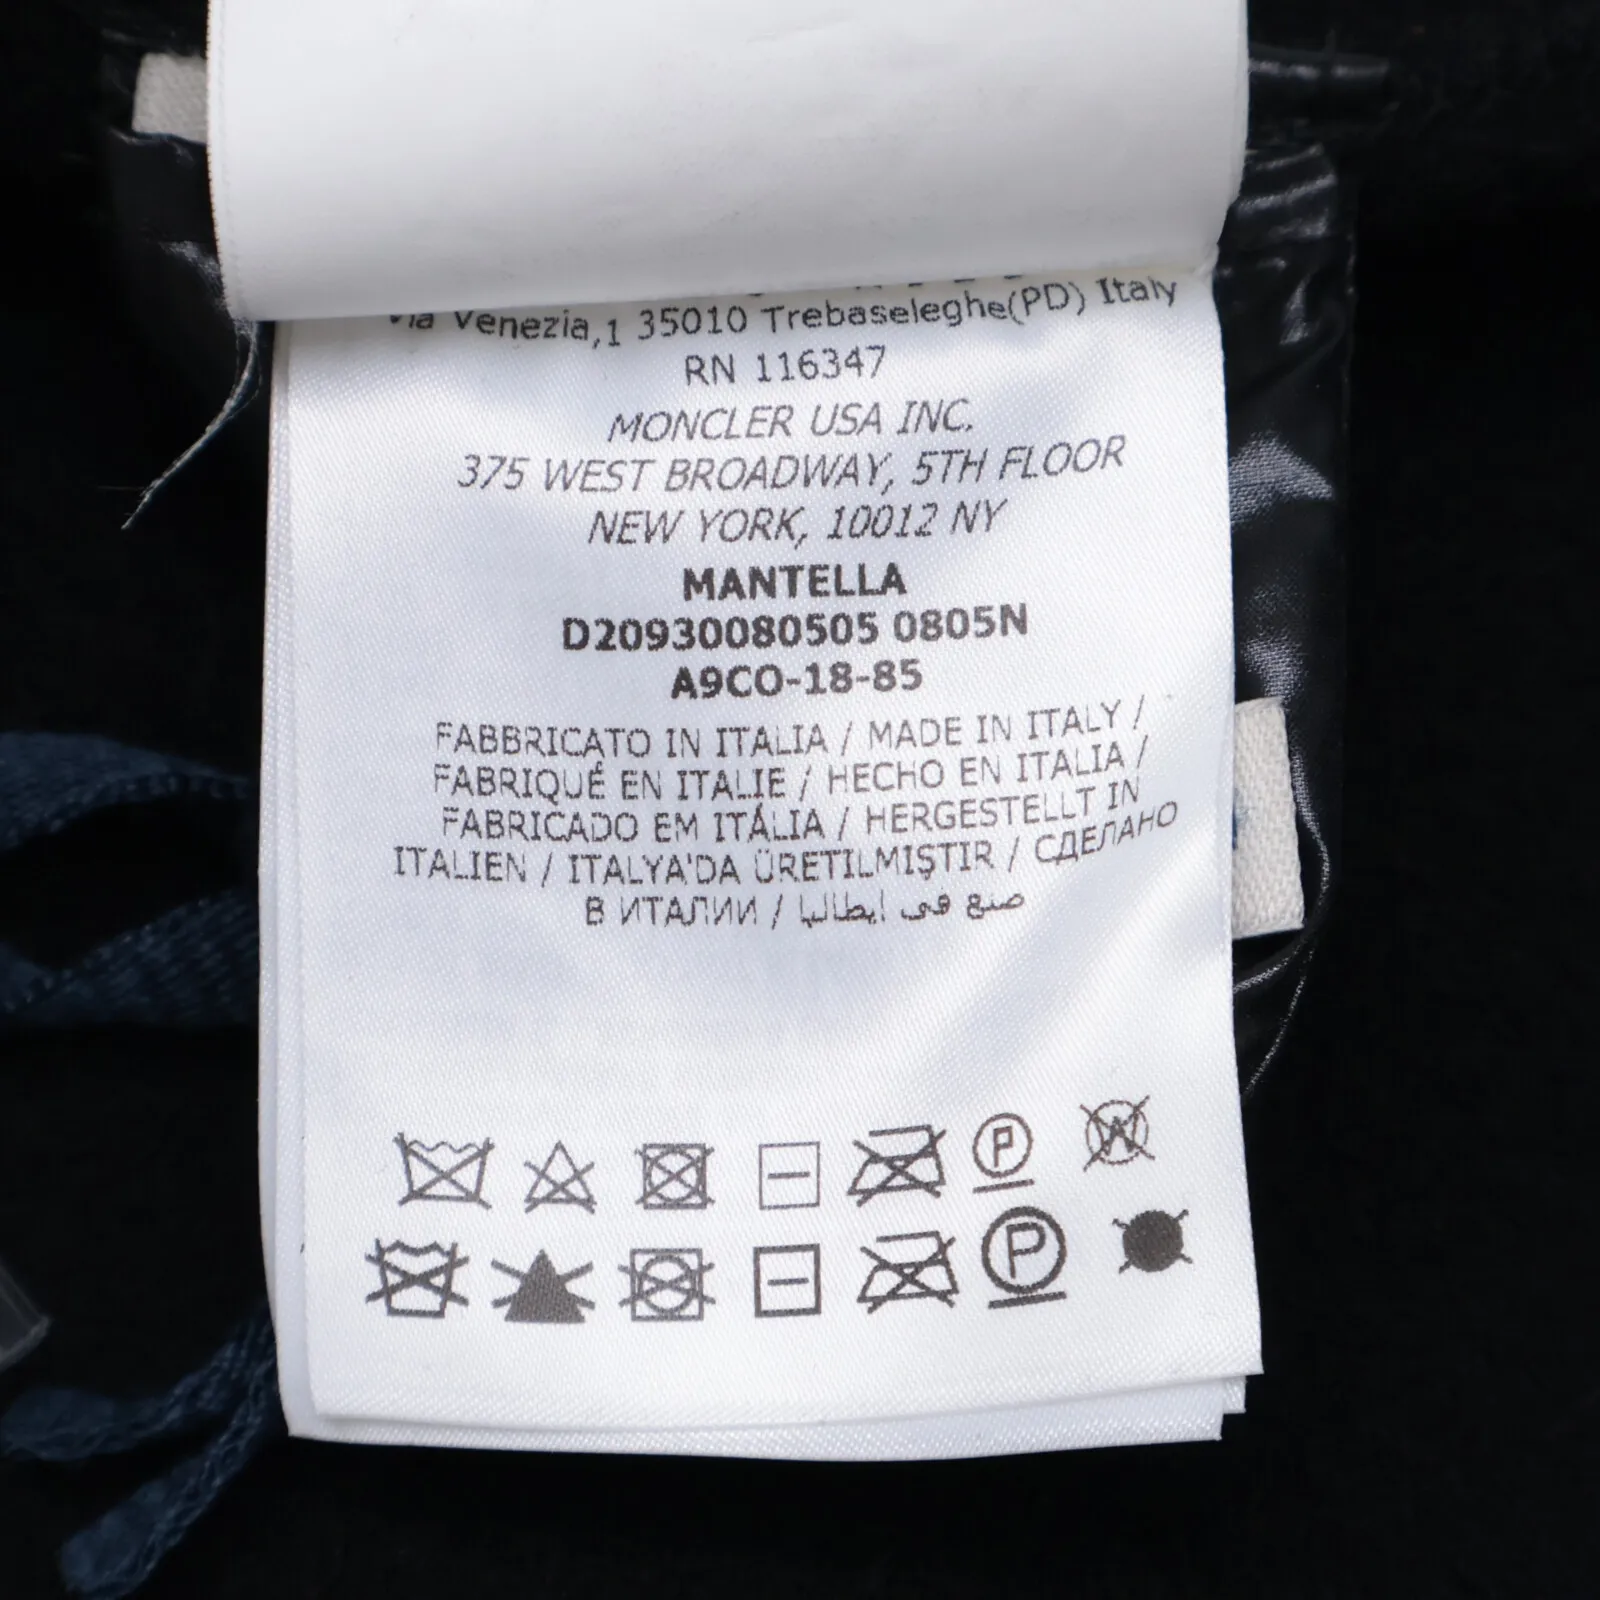 Via Venezia,1 35010 Trebaseleghe(PD) Italy
RN 116347
MONCLER USA INC.
375 WEST BROADWAY, 5TH FLOOR
NEW YORK, 10012 NY
MANTELLA
D20930080505 0805N
A9CO-18-85
FABBRICATO IN ITALIA / MADE IN ITALY /
FABRIQUÉ EN ITALIE / HECHO EN ITALIA /
FABRICADO EM ITÁLIA / HERGESTELLT IN
ITALIEN / ITALYA'DA ÜRETILMIŞTIR / СДЕЛАНО
В ИТАЛИИ / صنع في إيطاليا
P W
P